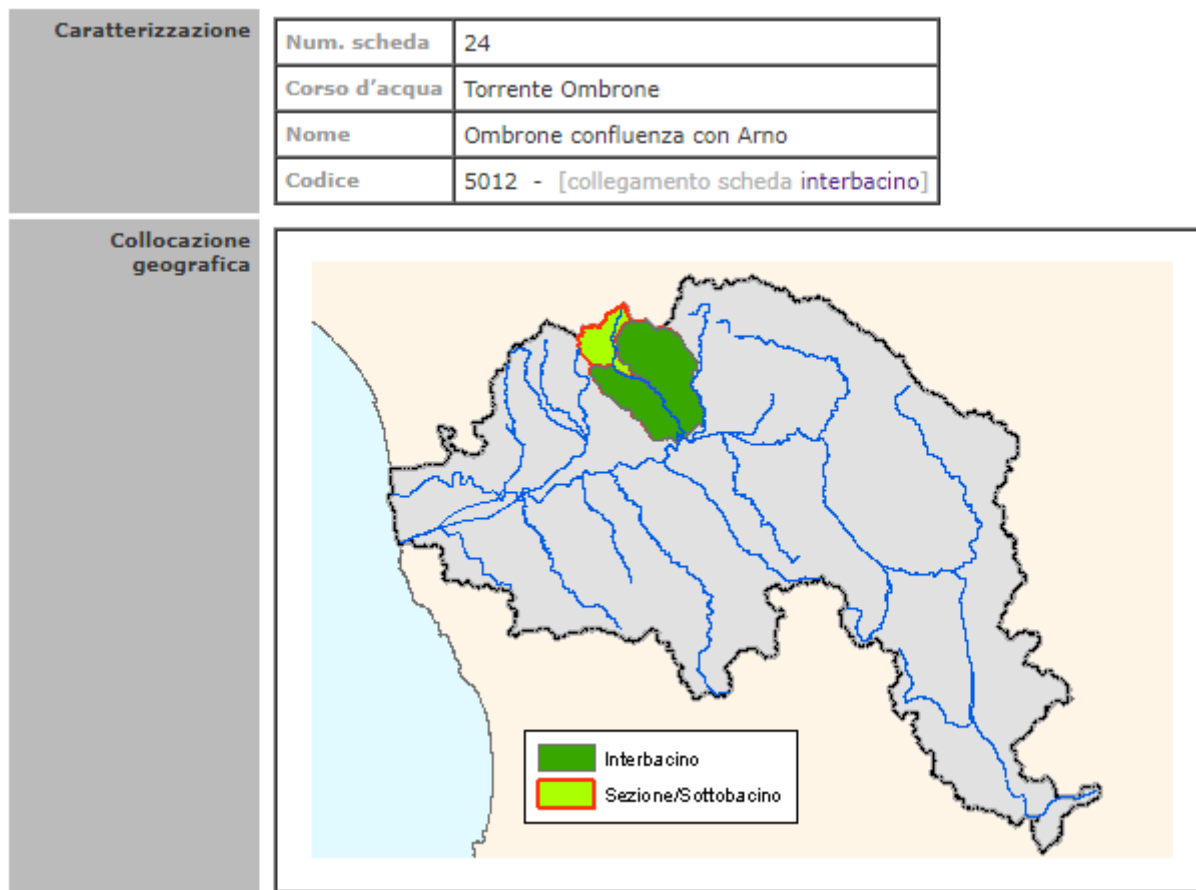 Caratterizzazione
Num. scheda 24
Corso d'acqua Torrente Ombrone
Nome Ombrone confluenza con Arno
Codice 5012 - [collegamento scheda interbacino]
Collocazione
geografica
Interbacino
Sezione/Sottobacino